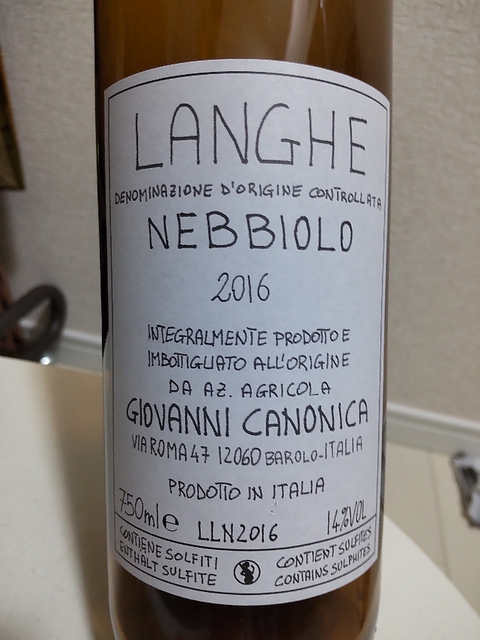 LANGHE
DENOMINAZIONE D'ORIGINE CONTROLLATA
NEBBIOLO
2016
INTEGRALMENTE PRODOTTO E
IMBOTTIGLIATO ALL'ORIGINE
DA AZ. AGRICOLA
GIOVANNI CANONICA
VIA ROMA 47 12060 BAROLO-ITALIA
PRODOTTO IN ITALIA
750ml e LLN2016 14%VOL
CONTIENE SOLFITI CONTIENT SULFITES
ENTHÄLT SULFITE CONTAINS SULPHITES